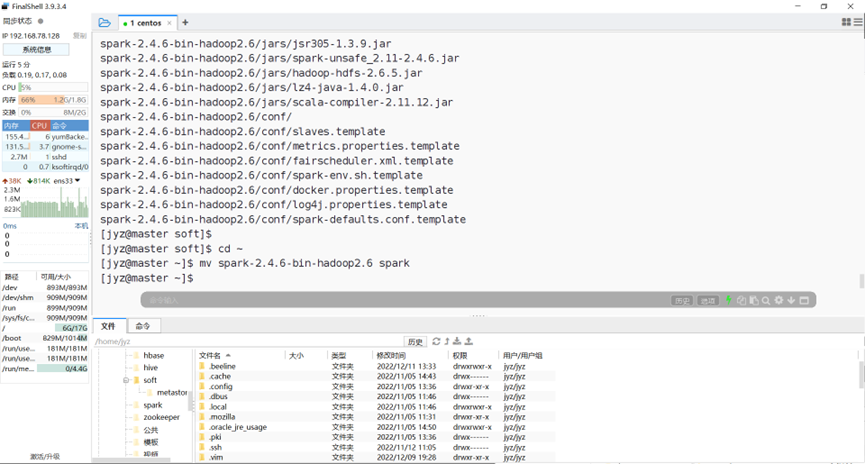 FinalShell 3.9.4
同步状态
1 centos
+
IP 192.168.78.128 复制
系统信息
运行 5 分
负载 0.19, 0.17, 0.08
CPU 5%
内存 66% 1.2G/1.8G
交换 0% 8M/2G
内存 CPU 命令
155.4... 6 yumBacke...
131.5... 3.7 gnome-s...
2.7M 1 sshd
0 0.7 ksoftirqd/0
38K 814K ens33
2.3M
1.6M
823K
0ms 本机
0
0
0
路径 可用/大小
/dev 893M/893M
/dev/shm 909M/909M
/run 899M/909M
/sys/fs/c... 909M/909M
/ 6G/17G
/boot 829M/1014M
/run/use... 181M/181M
/run/use... 181M/181M
/run/me... 0/4.4G
激活/升级
spark-2.4.6-bin-hadoop2.6/jars/jsr305-1.3.9.jar
spark-2.4.6-bin-hadoop2.6/jars/spark-unsafe_2.11-2.4.6.jar
spark-2.4.6-bin-hadoop2.6/jars/hadoop-hdfs-2.6.5.jar
spark-2.4.6-bin-hadoop2.6/jars/lz4-java-1.4.0.jar
spark-2.4.6-bin-hadoop2.6/jars/scala-compiler-2.11.12.jar
spark-2.4.6-bin-hadoop2.6/conf/
spark-2.4.6-bin-hadoop2.6/conf/slaves.template
spark-2.4.6-bin-hadoop2.6/conf/metrics.properties.template
spark-2.4.6-bin-hadoop2.6/conf/fairscheduler.xml.template
spark-2.4.6-bin-hadoop2.6/conf/spark-env.sh.template
spark-2.4.6-bin-hadoop2.6/conf/docker.properties.template
spark-2.4.6-bin-hadoop2.6/conf/log4j.properties.template
spark-2.4.6-bin-hadoop2.6/conf/spark-defaults.conf.template
[jyz@master soft]$
[jyz@master soft]$ cd ~
[jyz@master ~]$ mv spark-2.4.6-bin-hadoop2.6 spark
[jyz@master ~]$
命令输入 历史 选项
文件 命令
/home/jyz 历史
hbase
hive
soft
metastor
spark
zookeeper
公共
模板
视频
文件名 大小 类型 修改时间 权限 用户/用户组
.beeline 文件夹 2022/12/11 13:33 drwxrwxr-x jyz/jyz
.cache 文件夹 2022/11/05 14:43 drwx------ jyz/jyz
.config 文件夹 2022/11/05 13:36 drwxr-xr-x jyz/jyz
.dbus 文件夹 2022/11/05 11:46 drwx------ jyz/jyz
.local 文件夹 2022/11/05 11:46 drwxrwxr-x jyz/jyz
.mozilla 文件夹 2022/11/05 11:31 drwxr-xr-x jyz/jyz
.oracle_jre_usage 文件夹 2022/11/05 14:50 drwxrwxr-x jyz/jyz
.pki 文件夹 2022/11/05 13:36 drwx------ jyz/jyz
.ssh 文件夹 2022/11/12 11:05 drwx------ jyz/jyz
.vim 文件夹 2022/12/09 19:28 drwxr-xr-x jyz/jyz